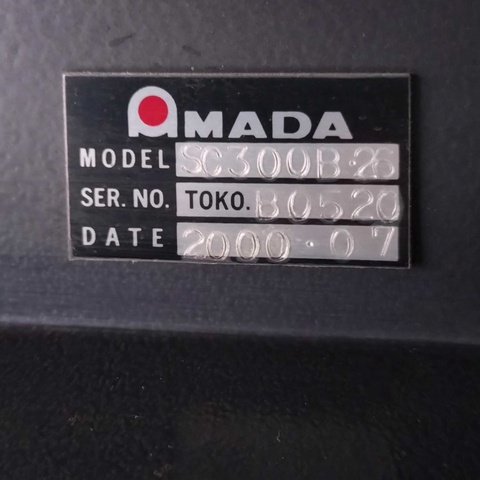 AMADA
MODEL SC300B·25
SER. NO. TOKO. B0520
DATE 2000·07